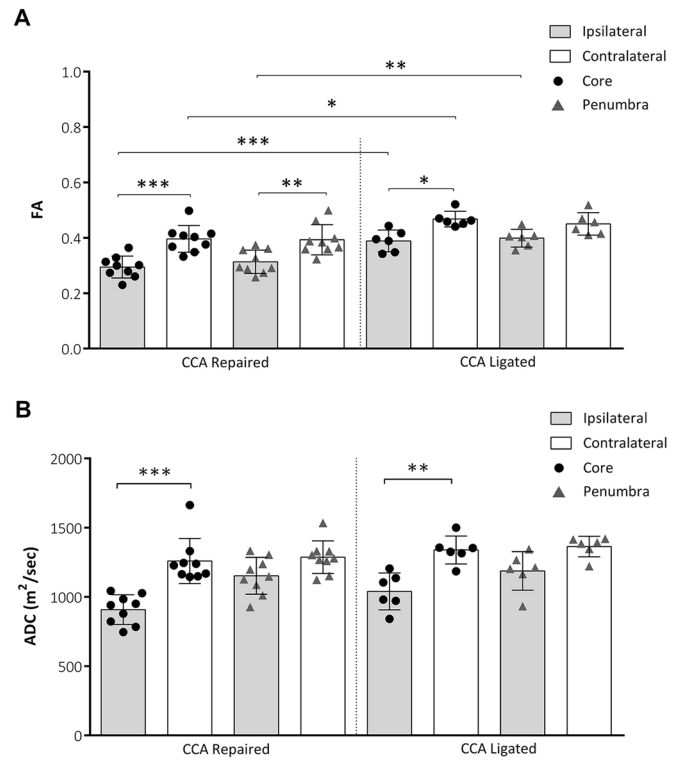 A
Ipsilateral
Contralateral
Core
Penumbra
FA
1.0
0.8
0.6
0.4
0.2
0.0
**
*
***
***
**
*
CCA Repaired
CCA Ligated
B
Ipsilateral
Contralateral
Core
Penumbra
ADC (m²/sec)
2000
1500
1000
500
0
***
**
CCA Repaired
CCA Ligated